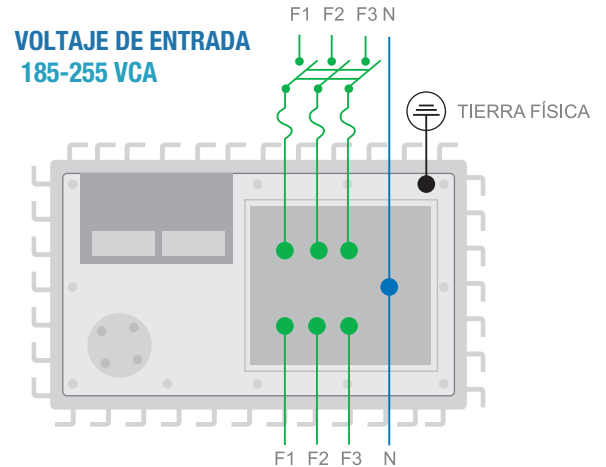 F1 F2 F3 N
VOLTAJE DE ENTRADA
185-255 VCA
TIERRA FÍSICA
F1 F2 F3 N